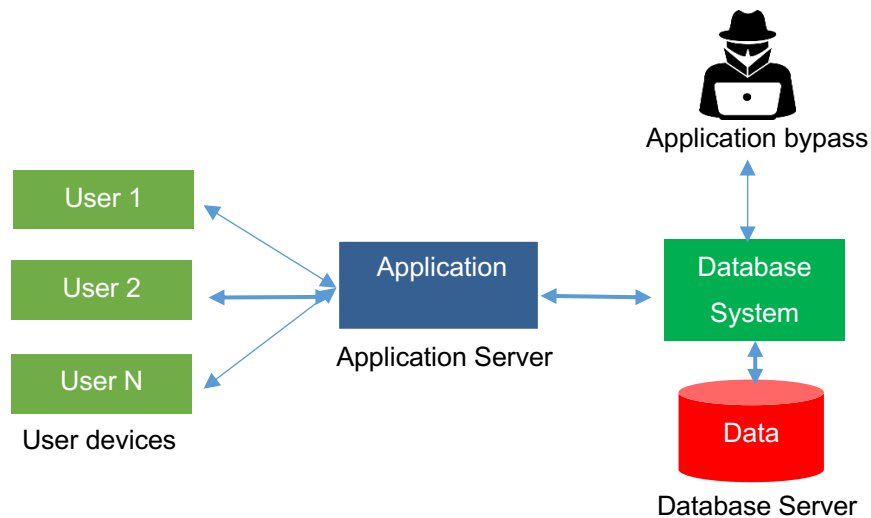 Application bypass
User 1
User 2
User N
User devices
Application
Application Server
Database
System
Data
Database Server